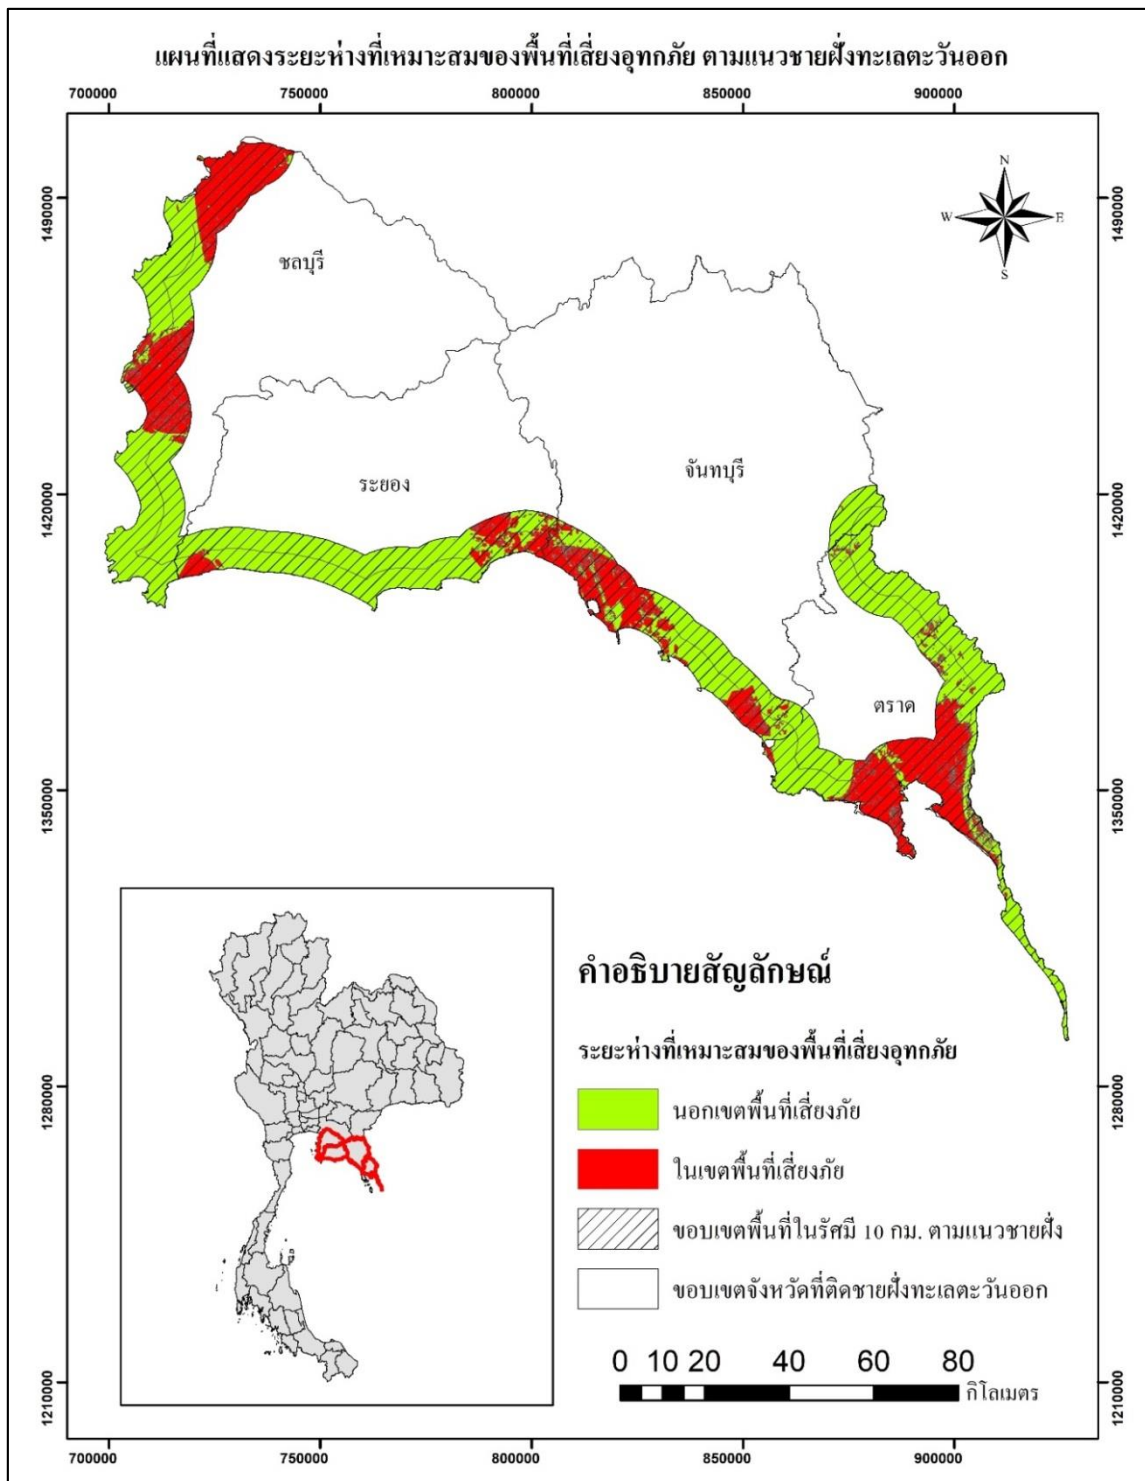 แผนที่แสดงระยะห่างที่เหมาะสมของพื้นที่เสี่ยงอุทกภัย ตามแนวชายฝั่งทะเลตะวันออก
700000 750000 800000 850000 900000
1490000 1490000
N
W E
S
ชลบุรี
จันทบุรี
ระยอง
1420000 1420000
ตราด
1350000 1350000
คำอธิบายสัญลักษณ์
ระยะห่างที่เหมาะสมของพื้นที่เสี่ยงอุทกภัย
1280000 1280000
นอกเขตพื้นที่เสี่ยงภัย
ในเขตพื้นที่เสี่ยงภัย
ขอบเขตพื้นที่ในรัศมี 10 กม. ตามแนวชายฝั่ง
ขอบเขตจังหวัดที่ติดชายฝั่งทะเลตะวันออก
0 10 20 40 60 80
กิโลเมตร
1210000 1210000
700000 750000 800000 850000 900000